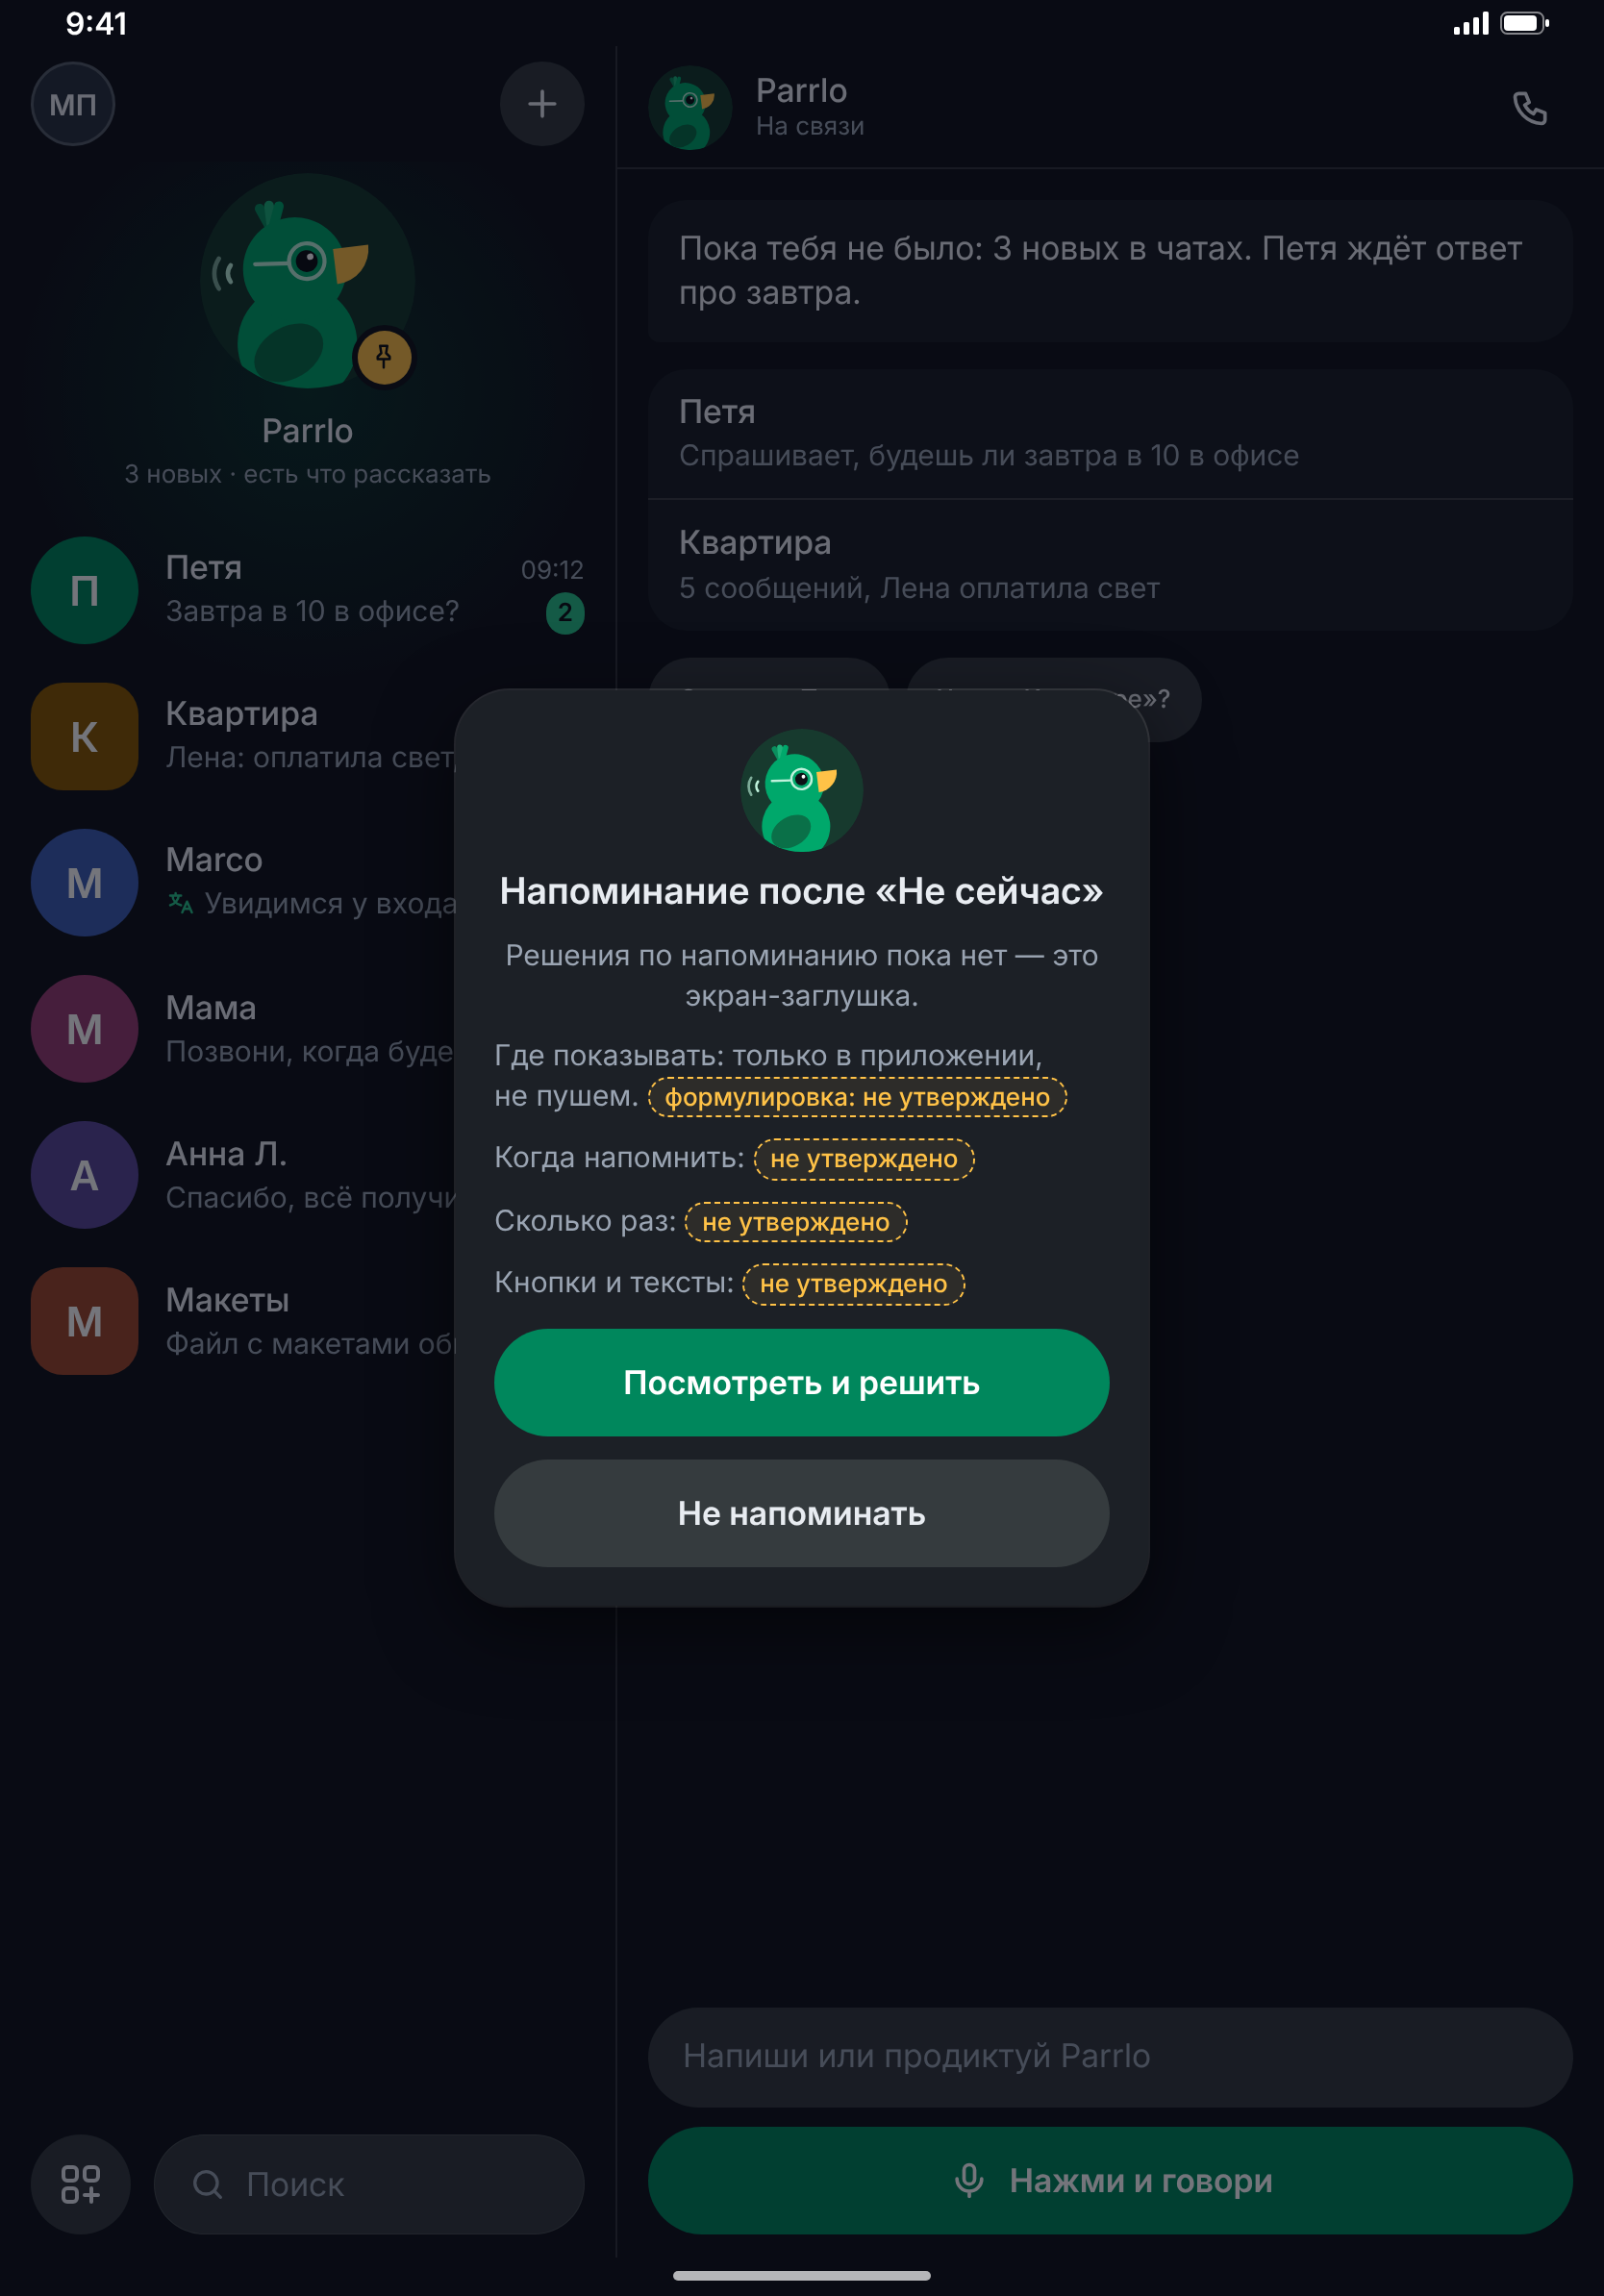 9:41
МП
Parrlo
3 новых · есть что рассказать
П
Петя
09:12
Завтра в 10 в офисе?
2
К
Квартира
Лена: оплатила свет
M
Marco
Увидимся у входа
М
Мама
Позвони, когда
А
Анна Л.
Спасибо, всё
М
Макеты
Файл с макетами
Поиск
Parrlo
На связи
Пока тебя не было: 3 новых в чатах. Петя ждёт ответ
про завтра.
Петя
Спрашивает, будешь ли завтра в 10 в офисе
Квартира
5 сообщений, Лена оплатила свет
Напоминание после «Не сейчас»
Решения по напоминанию пока нет — это
экран-заглушка.
Где показывать: только в приложении,
не пушем. формулировка: не утверждено
Когда напомнить: не утверждено
Сколько раз: не утверждено
Кнопки и тексты: не утверждено
Посмотреть и решить
Не напоминать
Напиши или продиктуй Parrlo
Нажми и говори